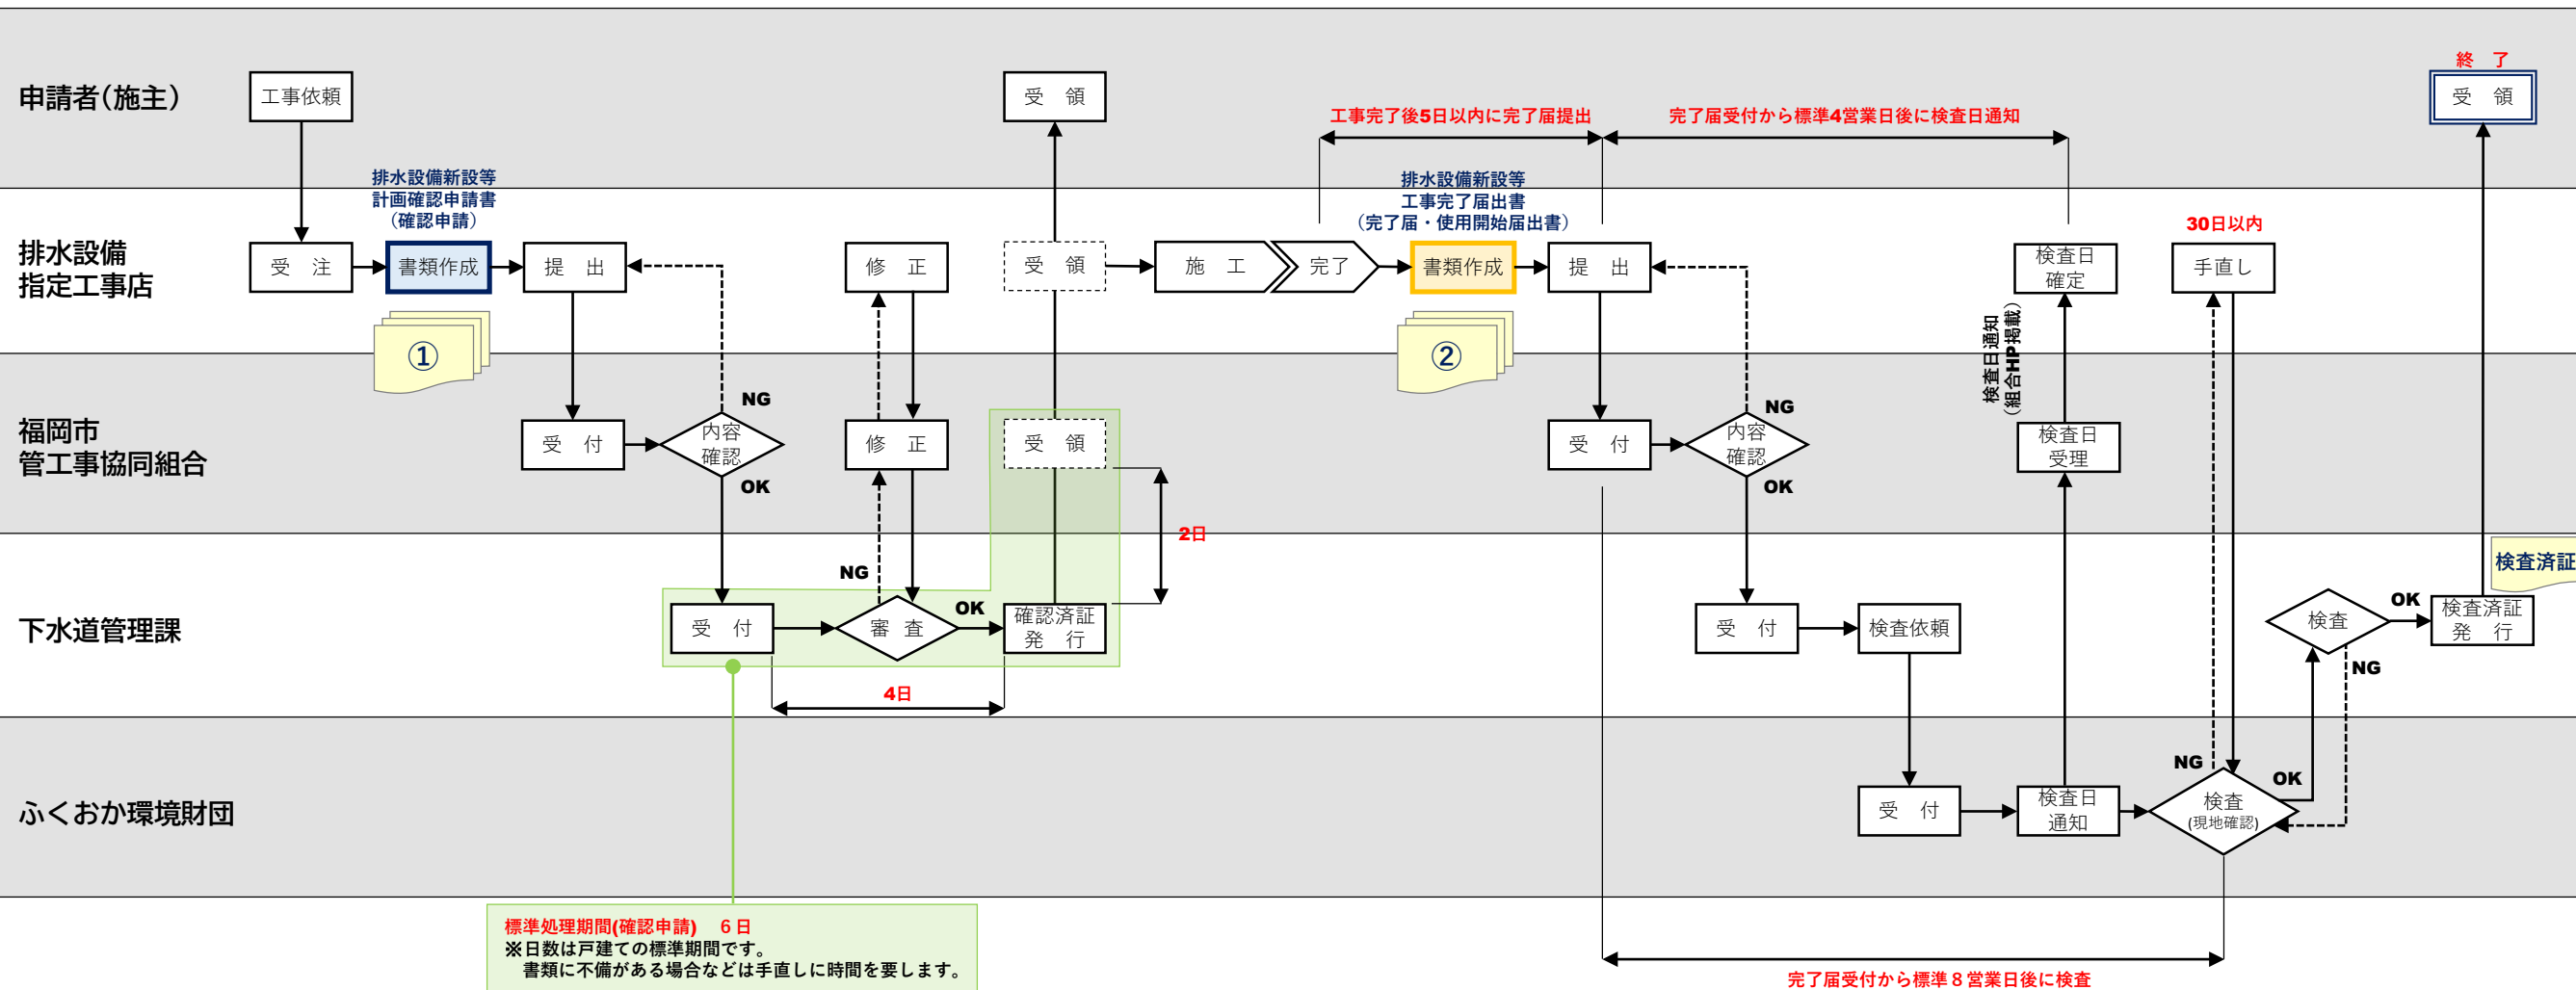 終　了
申請者（施主）
工事依頼
受　領
工事完了後5日以内に完了届提出
完了届受付から標準4営業日後に検査日通知
受　領
排水設備新設等
計画確認申請書
（確認申請）
排水設備新設等
工事完了届出書
（完了届・使用開始届出書）
30日以内
排水設備
指定工事店
受　注
書類作成
提　出
修　正
受　領
施　工
完了
書類作成
提　出
検査日
確定
手直し
①
②
検査日通知
（組合HP掲載）
福岡市
管工事協同組合
受　付
NG
内容
確認
OK
修　正
受　領
受　付
NG
内容
確認
OK
検査日
受理
2日
下水道管理課
受　付
NG
審 査
OK
確認済証
発　行
4日
受　付
検査依頼
検査
OK
NG
検査済証
検査済証
発　行
ふくおか環境財団
受　付
検査日
通知
NG
検査
(現地確認)
OK
標準処理期間(確認申請)　６日
※日数は戸建ての標準期間です。
書類に不備がある場合などは手直しに時間を要します。
完了届受付から標準８営業日後に検査